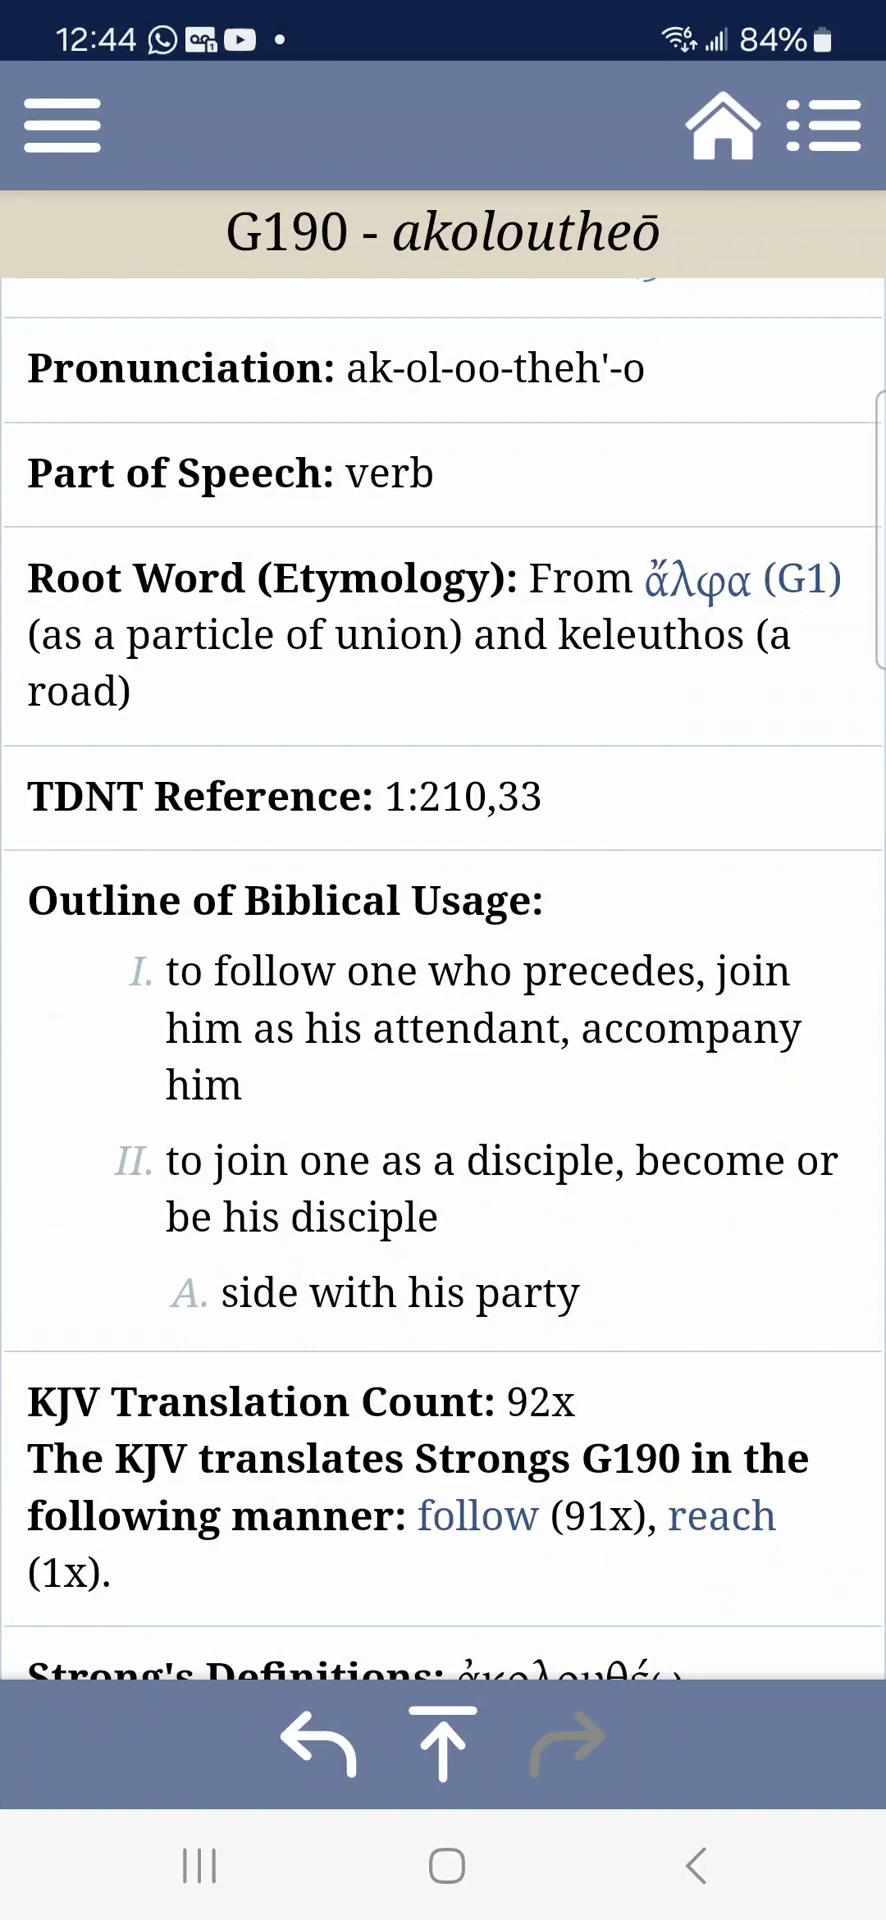 12:44 84%
G190 - akoloutheō
Pronunciation: ak-ol-oo-theh'-o
Part of Speech: verb
Root Word (Etymology): From ἄλφα (G1)
(as a particle of union) and keleuthos (a
road)
TDNT Reference: 1:210,33
Outline of Biblical Usage:
I. to follow one who precedes, join
him as his attendant, accompany
him
II. to join one as a disciple, become or
be his disciple
A. side with his party
KJV Translation Count: 92x
The KJV translates Strongs G190 in the
following manner: follow (91x), reach
(1x).
Strong's Definitions: ἀκολουθέω